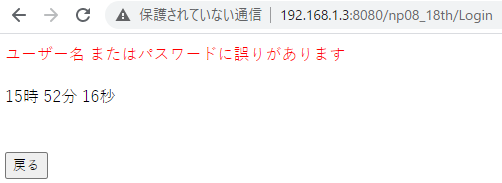 保護されていない通信 | 192.168.1.3:8080/np08_18th/Login
ユーザー名 またはパスワードに誤りがあります
15時 52分 16秒
戻る